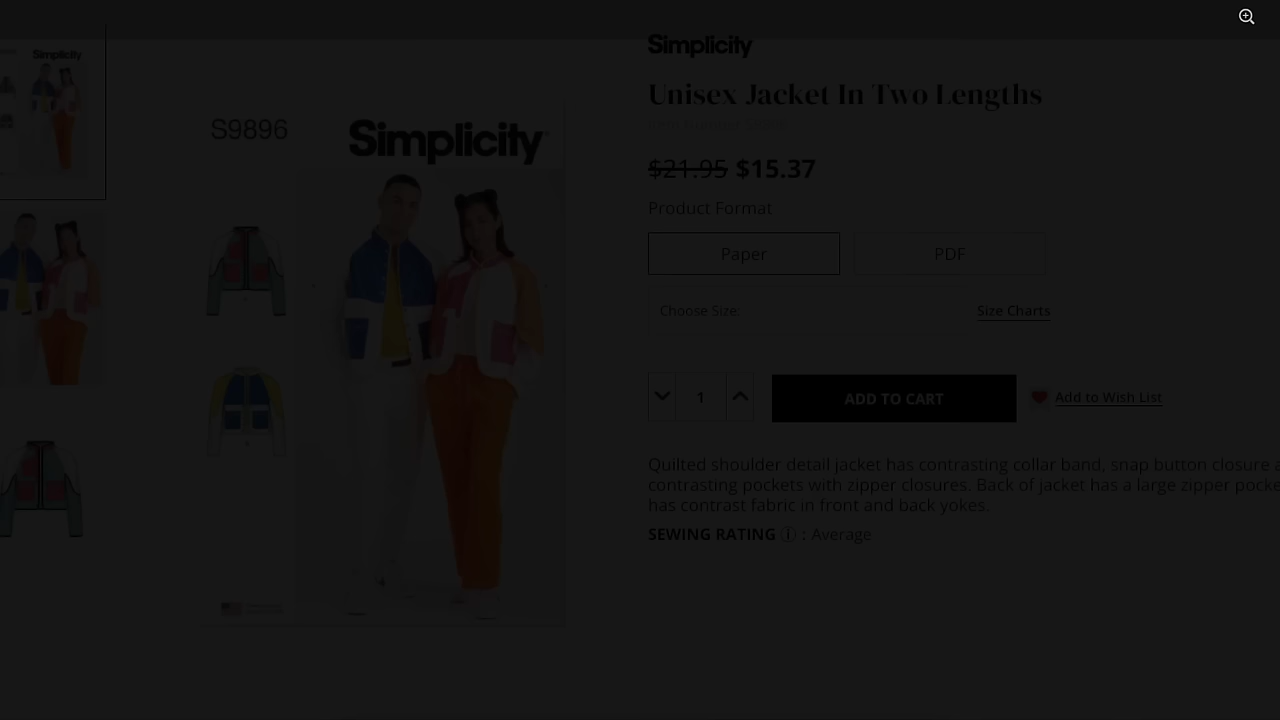 Simplicity
Simplicity
Unisex Jacket In Two Lengths
S9896
Simplicity
$21.95 $15.37
Product Format
Paper
PDF
Choose Size:
Size Charts
1
ADD TO CART
Add to Wish List
Quilted shoulder detail jacket has contrasting collar band, snap button closure
contrasting pockets with zipper closures. Back of jacket has a large zipper pocke
has contrast fabric in front and back yokes.
SEWING RATING ⓘ : Average